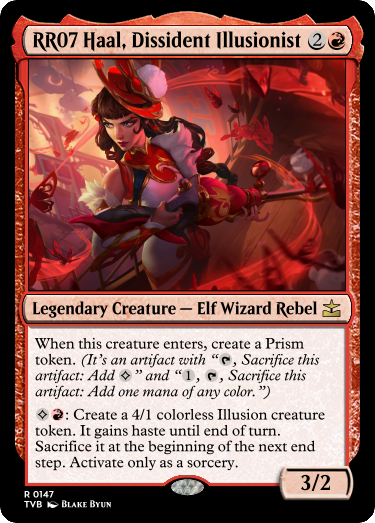 RR07 Haal, Dissident Illusionist 2
Legendary Creature — Elf Wizard Rebel
When this creature enters, create a Prism
token. (It's an artifact with “, Sacrifice this
artifact: Add ” and “1, , Sacrifice this
artifact: Add one mana of any color.”)
: Create a 4/1 colorless Illusion creature
token. It gains haste until end of turn.
Sacrifice it at the beginning of the next end
step. Activate only as a sorcery.
3/2
R 0147
TVB Blake Byun